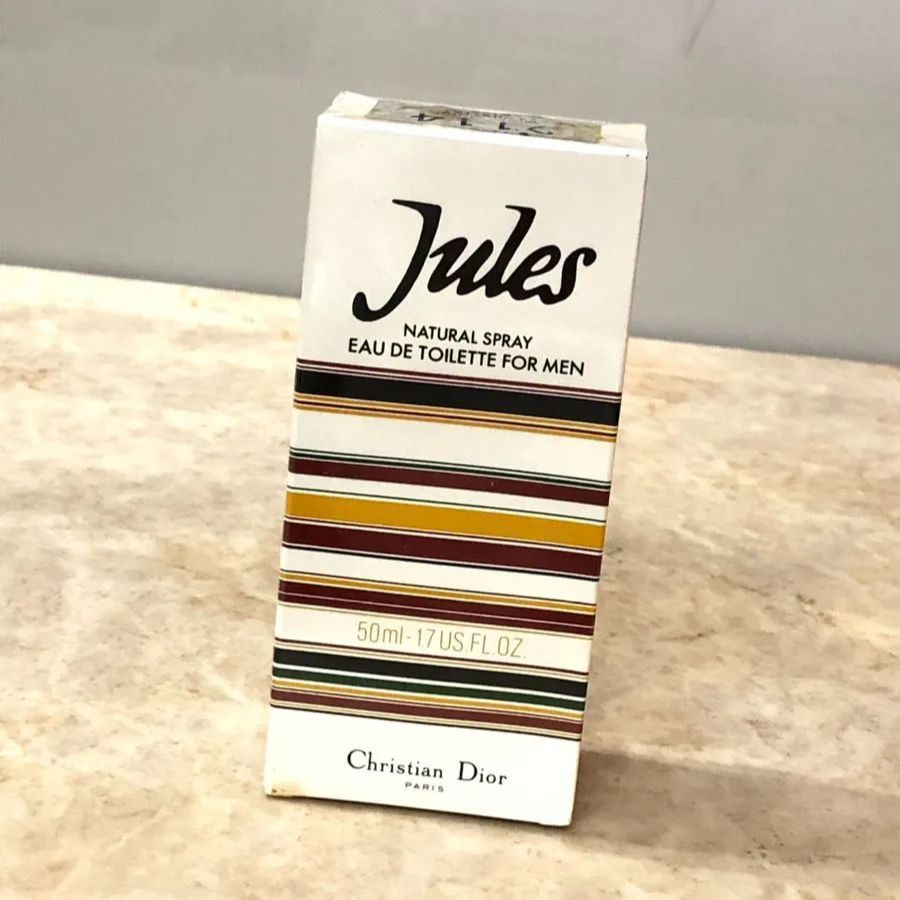 Jules
NATURAL SPRAY
EAU DE TOILETTE FOR MEN
50ml-1.7 US.FL.OZ.
Christian Dior
PARIS